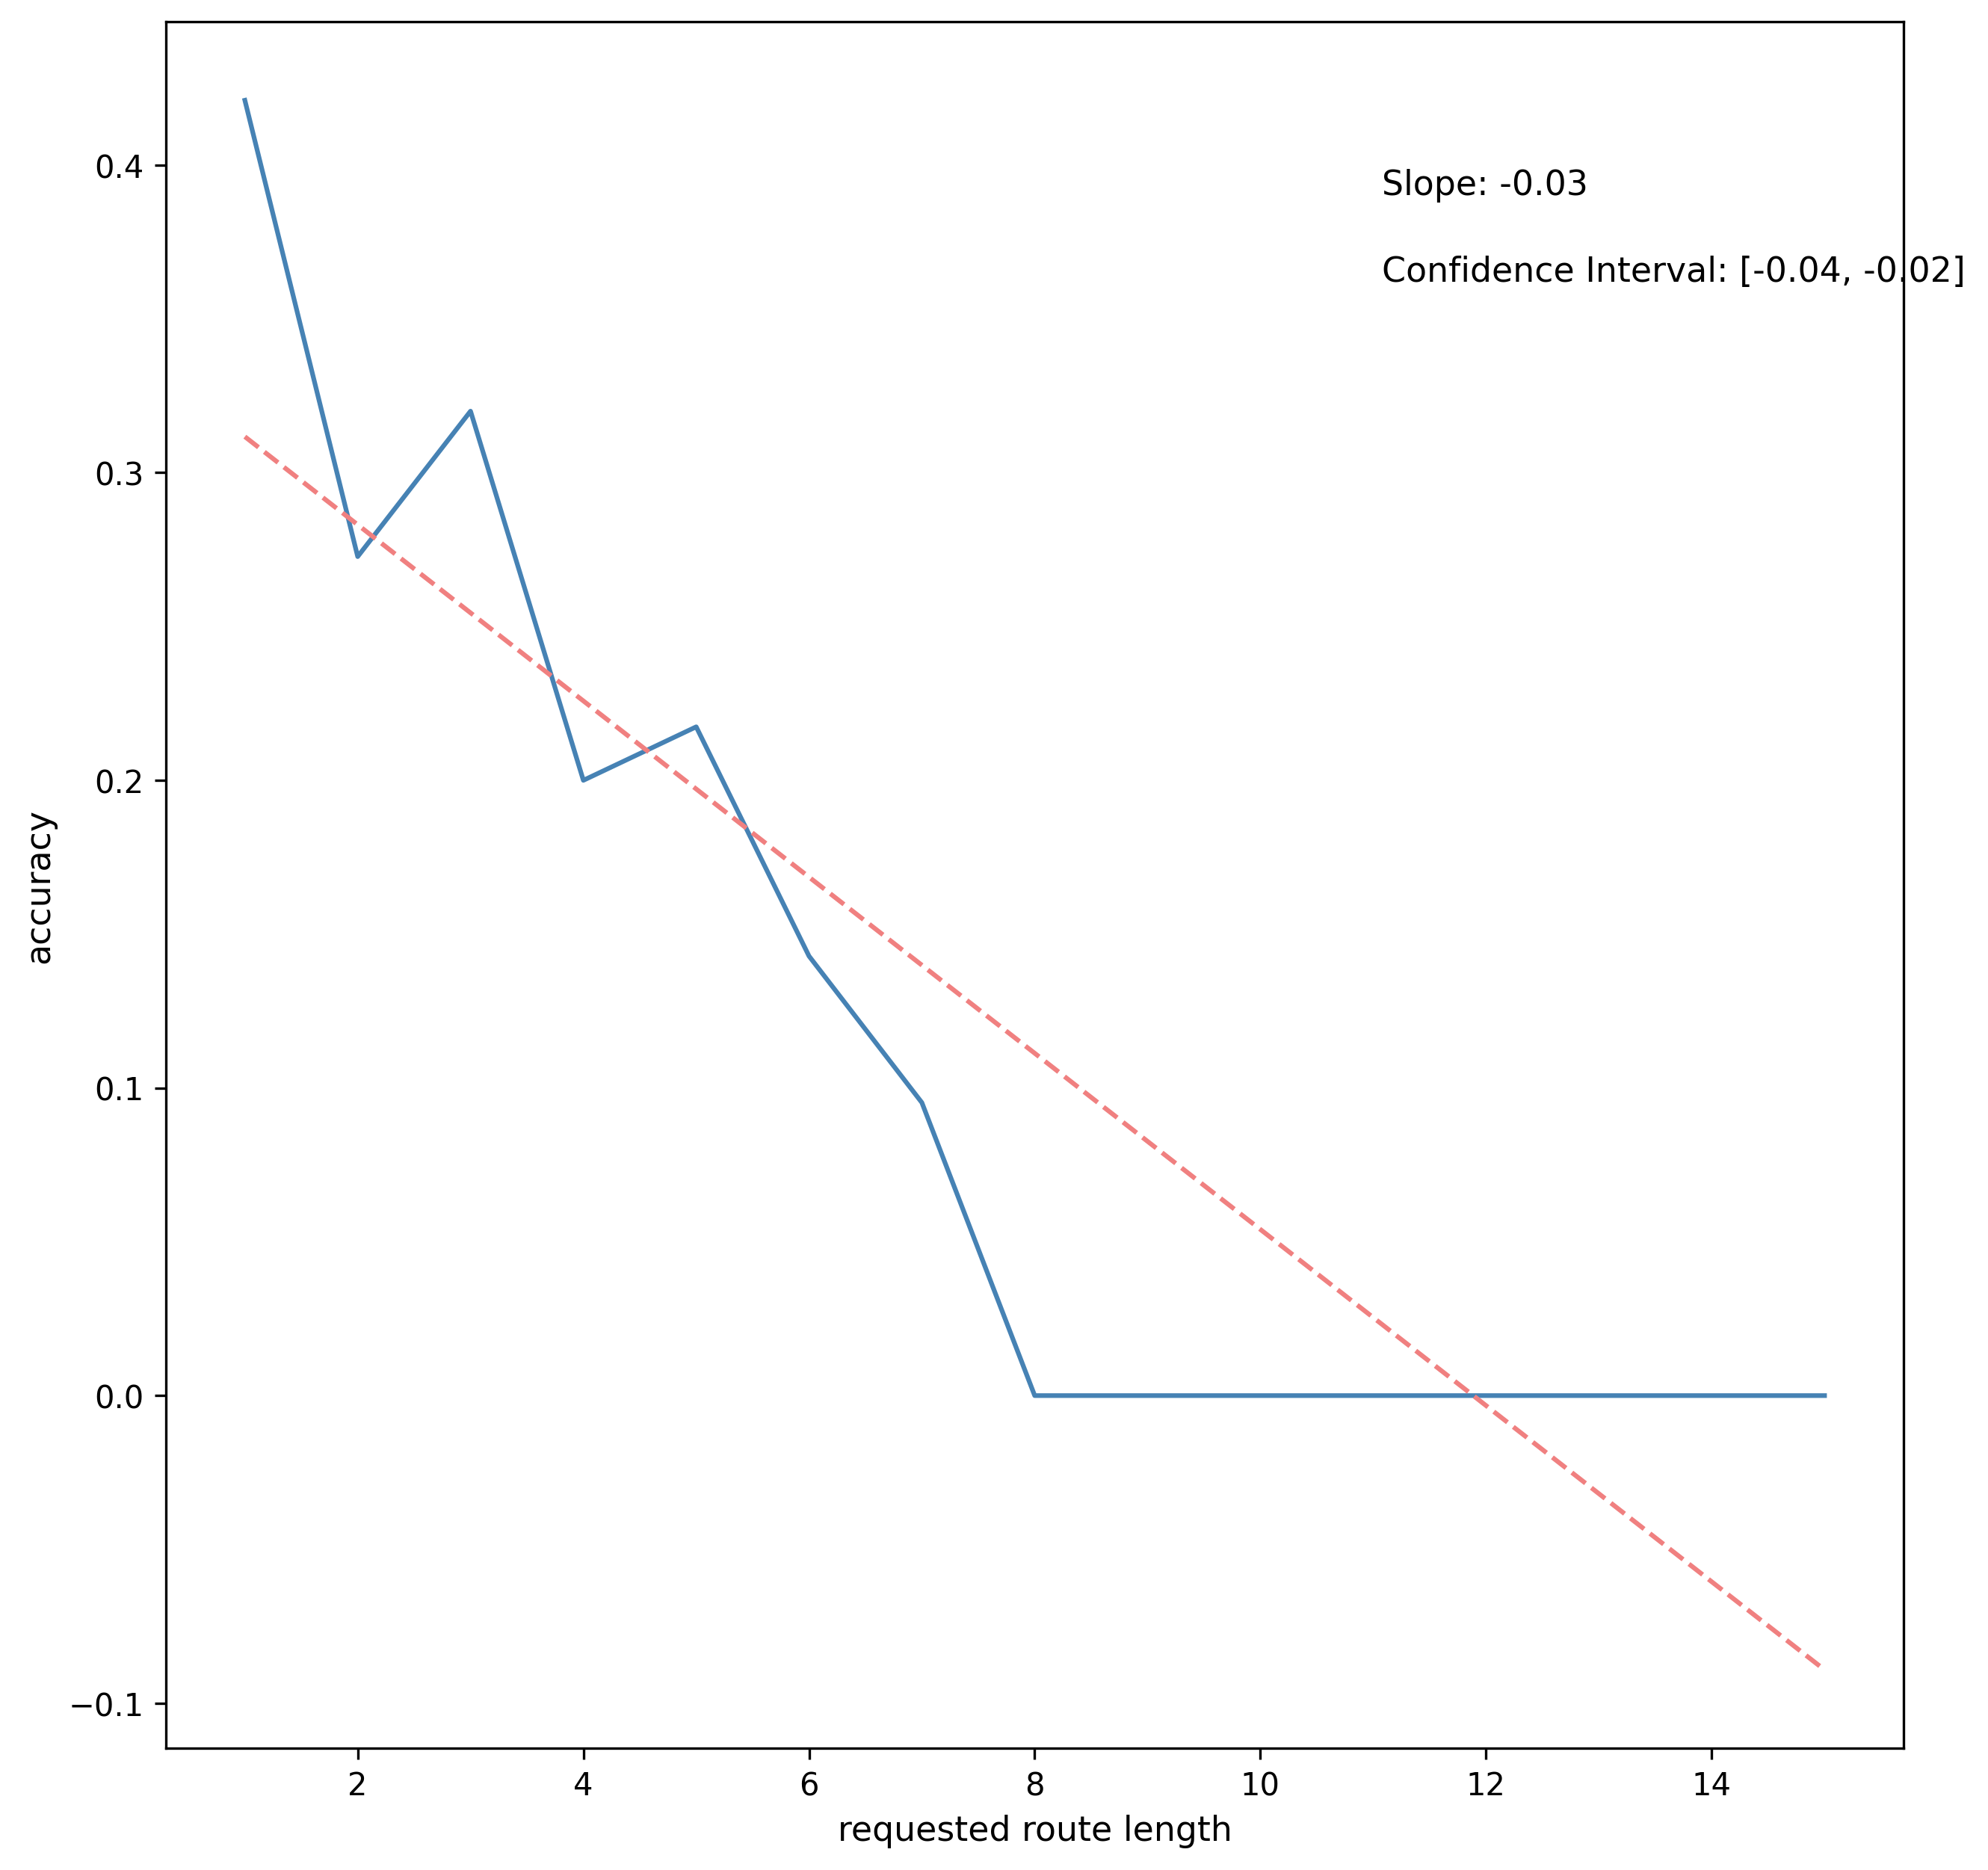 Slope: -0.03
Confidence Interval: [-0.04, -0.02]
0.4
0.3
0.2
0.1
0.0
−0.1
accuracy
2 4 6 8 10 12 14
requested route length